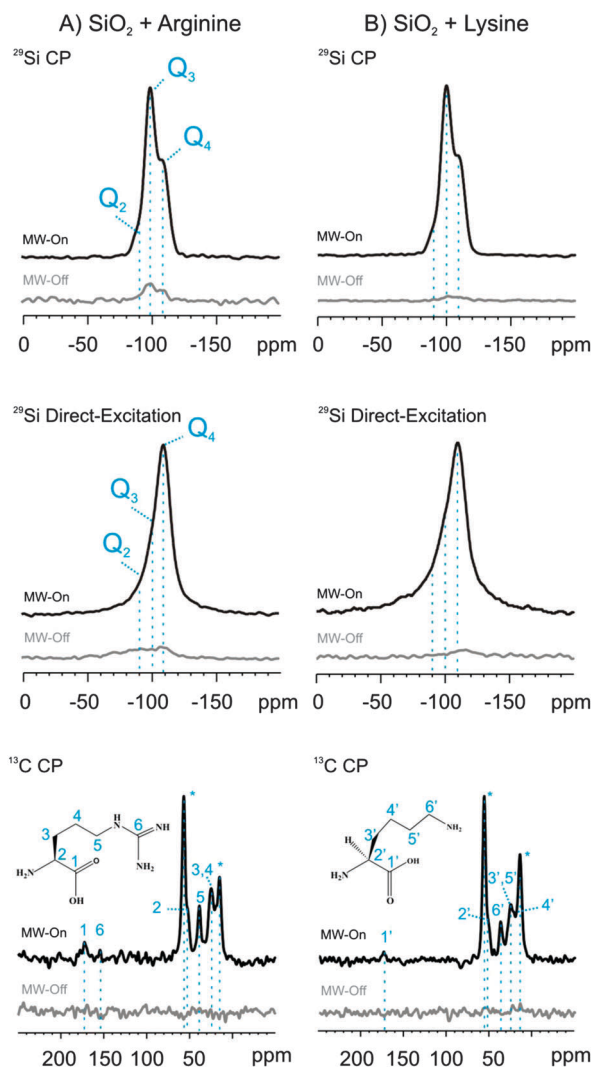 A) SiO₂ + Arginine
B) SiO₂ + Lysine
²⁹Si CP
Q₃
Q₄
Q₂
MW-On
MW-Off
0 -50 -100 -150 ppm
²⁹Si CP
MW-On
MW-Off
0 -50 -100 -150 ppm
²⁹Si Direct-Excitation
Q₄
Q₃
Q₂
MW-On
MW-Off
0 -50 -100 -150 ppm
²⁹Si Direct-Excitation
MW-On
MW-Off
0 -50 -100 -150 ppm
¹³C CP
*
4 H N 6 NH
3 5
2 1 O NH₂
H₂N
OH
3,4 *
2 5
1 6
MW-On
MW-Off
200 150 100 50 ppm
¹³C CP
*
4' 6'
NH₂
3' 5'
H 2' 1' OH
H₂N O
3',5' *
2' 6' 4'
1'
MW-On
MW-Off
200 150 100 50 ppm